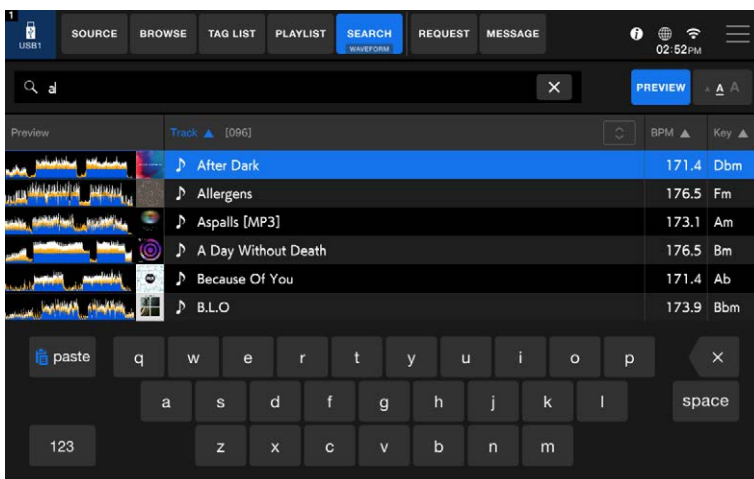 1
USB1 SOURCE BROWSE TAG LIST PLAYLIST SEARCH REQUEST MESSAGE
WAVEFORM
02:52PM
al
PREVIEW A A A
Preview Track [096] BPM Key
After Dark 171.4 Dbm
Allergens 176.5 Fm
Aspalls [MP3] 173.1 Am
A Day Without Death 176.5 Bm
Because Of You 171.4 Ab
B.L.O 173.9 Bbm
paste q w e r t y u i o p
a s d f g h j k l space
123 z x c v b n m